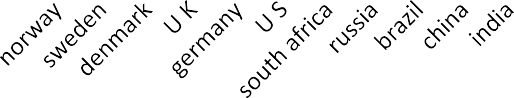 norway
sweden
denmark
U K
germany
U S
south africa
russia
brazil
china
india